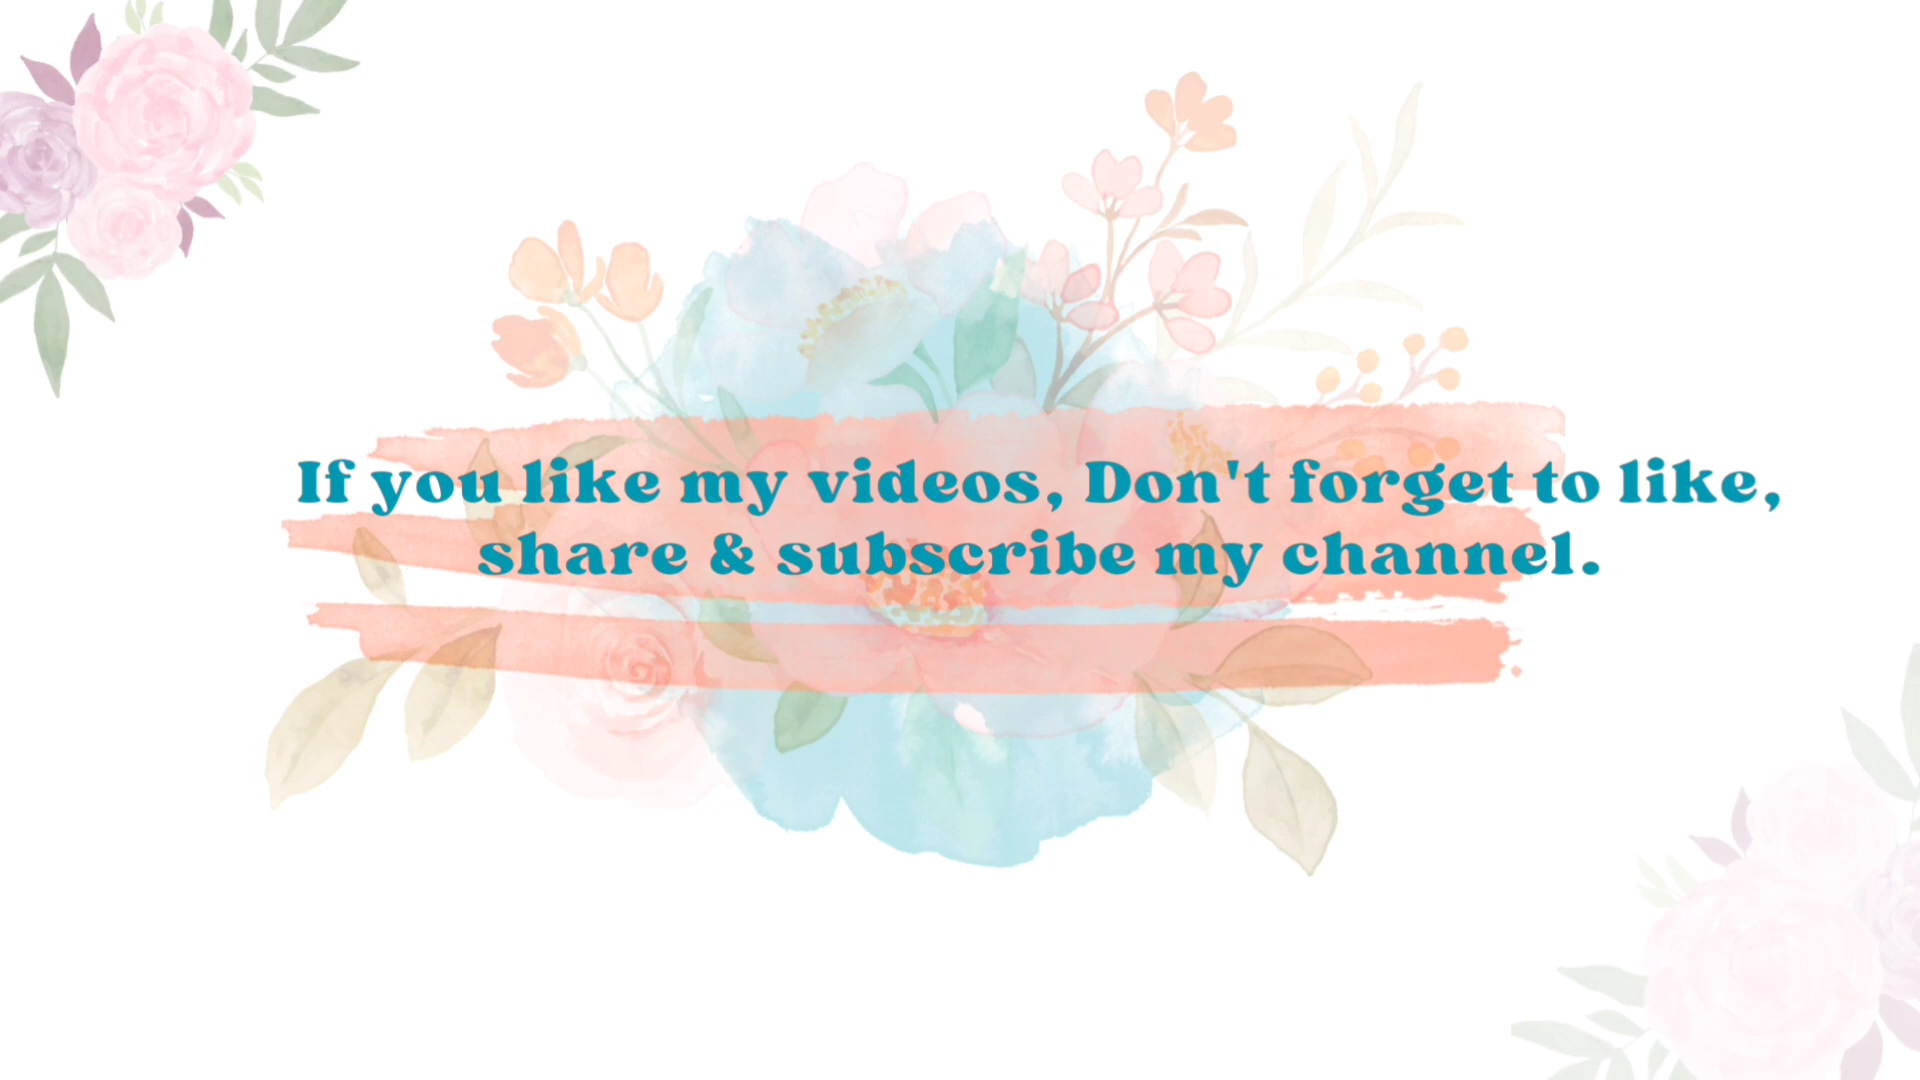 If you like my videos, Don't forget to like,
share & subscribe my channel.